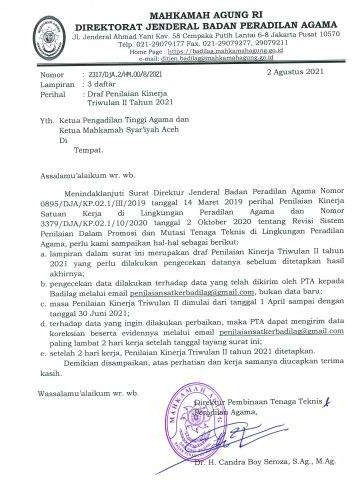 MAHKAMAH AGUNG RI
DIREKTORAT JENDERAL BADAN PERADILAN AGAMA
Jl. Jenderal Ahmad Yani Kav. 58 Cempaka Putih Lantai 6-8 Jakarta Pusat 10570
Telp. 021-29079177 Fax. 021-29079277, 29079211
Home Page : https://badilag.mahkamahagung.go.id
e-mail: ditjen.badilag@mahkamahagung.go.id
Nomor : 2317/DJA.2/HM.00/8/2021 2 Agustus 2021
Lampiran : 3 daftar
Perihal : Draf Penilaian Kinerja
Triwulan II Tahun 2021
Yth. Ketua Pengadilan Tinggi Agama dan
Ketua Mahkamah Syar'iyah Aceh
Di
Tempat.
Assalamu'alaikum wr. wb.
Menindaklanjuti Surat Direktur Jenderal Badan Peradilan Agama Nomor
0895/DJA/KP.02.1/III/2019 tanggal 14 Maret 2019 perihal Penilaian Kinerja
Satuan Kerja di Lingkungan Peradilan Agama dan Nomor
3379/DJA/KP.02.1/10/2020 tanggal 2 Oktober 2020 tentang Revisi Sistem
Penilaian Dalam Promosi dan Mutasi Tenaga Teknis di Lingkungan Peradilan
Agama, perlu kami sampaikan hal-hal sebagai berikut:
a. lampiran dalam surat ini merupakan draf Penilaian Kinerja Triwulan II tahun
2021 yang perlu dilakukan pengecekan datanya sebelum ditetapkan hasil
akhirnya;
b. pengecekan data dilakukan terhadap data yang telah dikirim oleh PTA kepada
Badilag melalui email penilaiansatkerbadilag@gmail.com, bukan data baru;
c. masa Penilaian Kinerja Triwulan II dimulai dari tanggal 1 April sampai dengan
tanggal 30 Juni 2021;
d. terhadap data yang ingin dilakukan perbaikan, maka PTA dapat mengirim data
koreksian beserta evidennya melalui email penilaiansatkerbadilag@gmail.com
paling lambat 2 hari kerja setelah tanggal tayang surat ini;
e. setelah 2 hari kerja, Penilaian Kinerja Triwulan II tahun 2021 ditetapkan.
Demikian disampaikan, atas perhatian dan kerja samanya diucapkan terima
kasih.
Wassalamu'alaikum wr. wb.
Direktur Pembinaan Tenaga Teknis
Peradilan Agama,
MAHKAMAH AGUNG
Dr. H. Candra Boy Seroza, S.Ag., M.Ag.